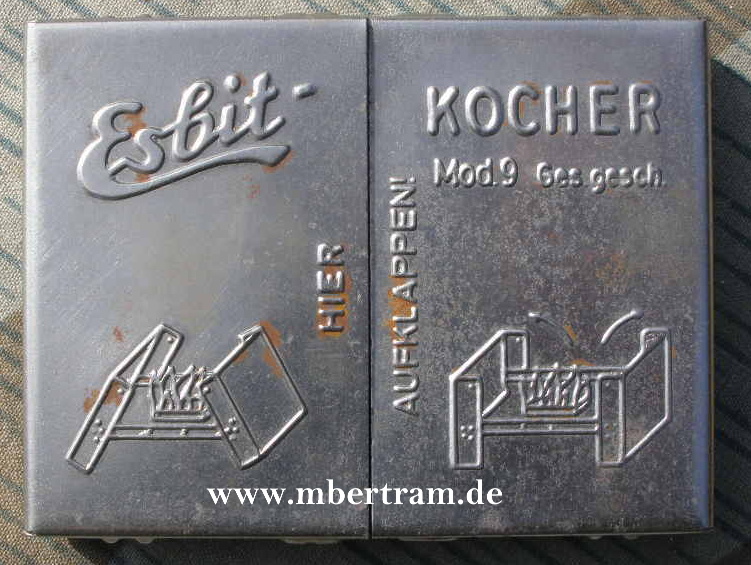 Esbit-
KOCHER
Mod.9 Ges.gesch.
HIER
AUFKLAPPEN!
www.mbertram.de